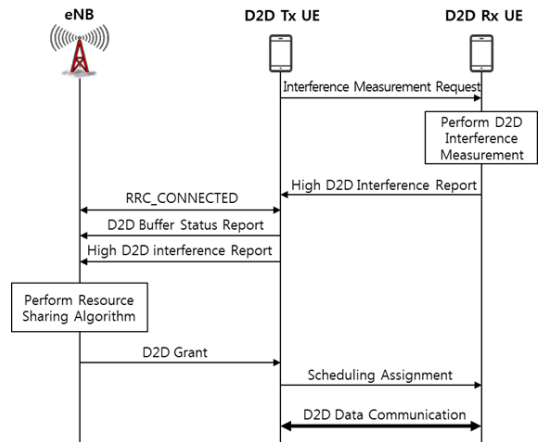 eNB
D2D Tx UE
D2D Rx UE
Interference Measurement Request
Perform D2D
Interference
Measurement
High D2D Interference Report
RRC_CONNECTED
D2D Buffer Status Report
High D2D interference Report
Perform Resource
Sharing Algorithm
D2D Grant
Scheduling Assignment
D2D Data Communication